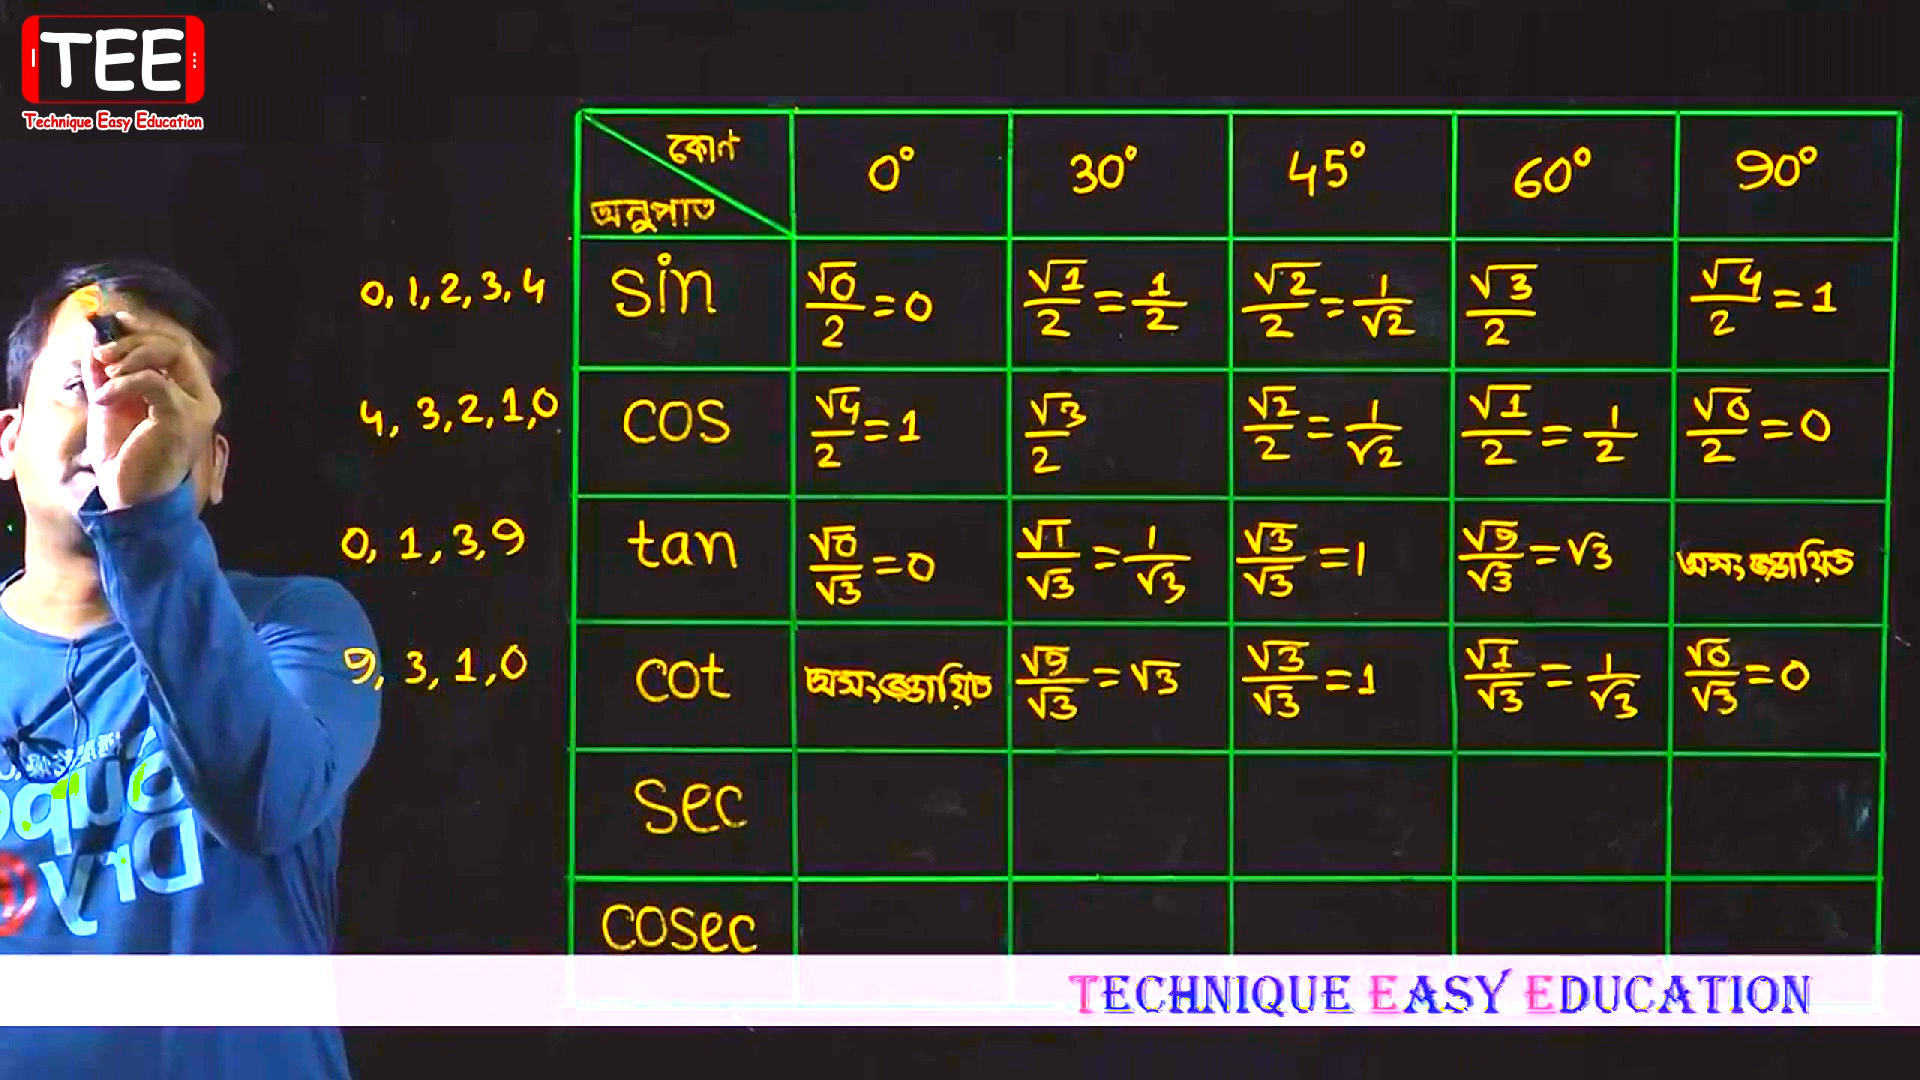 TEE
Technique Easy Education
কোণ 0° 30° 45° 60° 90°
অনুপাত
0, 1, 2, 3, 4 sin √0/2 = 0 √1/2 = 1/2 √2/2 = 1/√2 √3/2 √4/2 = 1
4, 3, 2, 1, 0 cos √4/2 = 1 √3/2 √2/2 = 1/√2 √1/2 = 1/2 √0/2 = 0
0, 1, 3, 9 tan √0/√3 = 0 √1/√3 = 1/√3 √3/√3 = 1 √9/√3 = √3 অসংজ্ঞায়িত
9, 3, 1, 0 cot অসংজ্ঞায়িত √9/√3 = √3 √3/√3 = 1 √1/√3 = 1/√3 √0/√3 = 0
sec
cosec
TECHNIQUE EASY EDUCATION